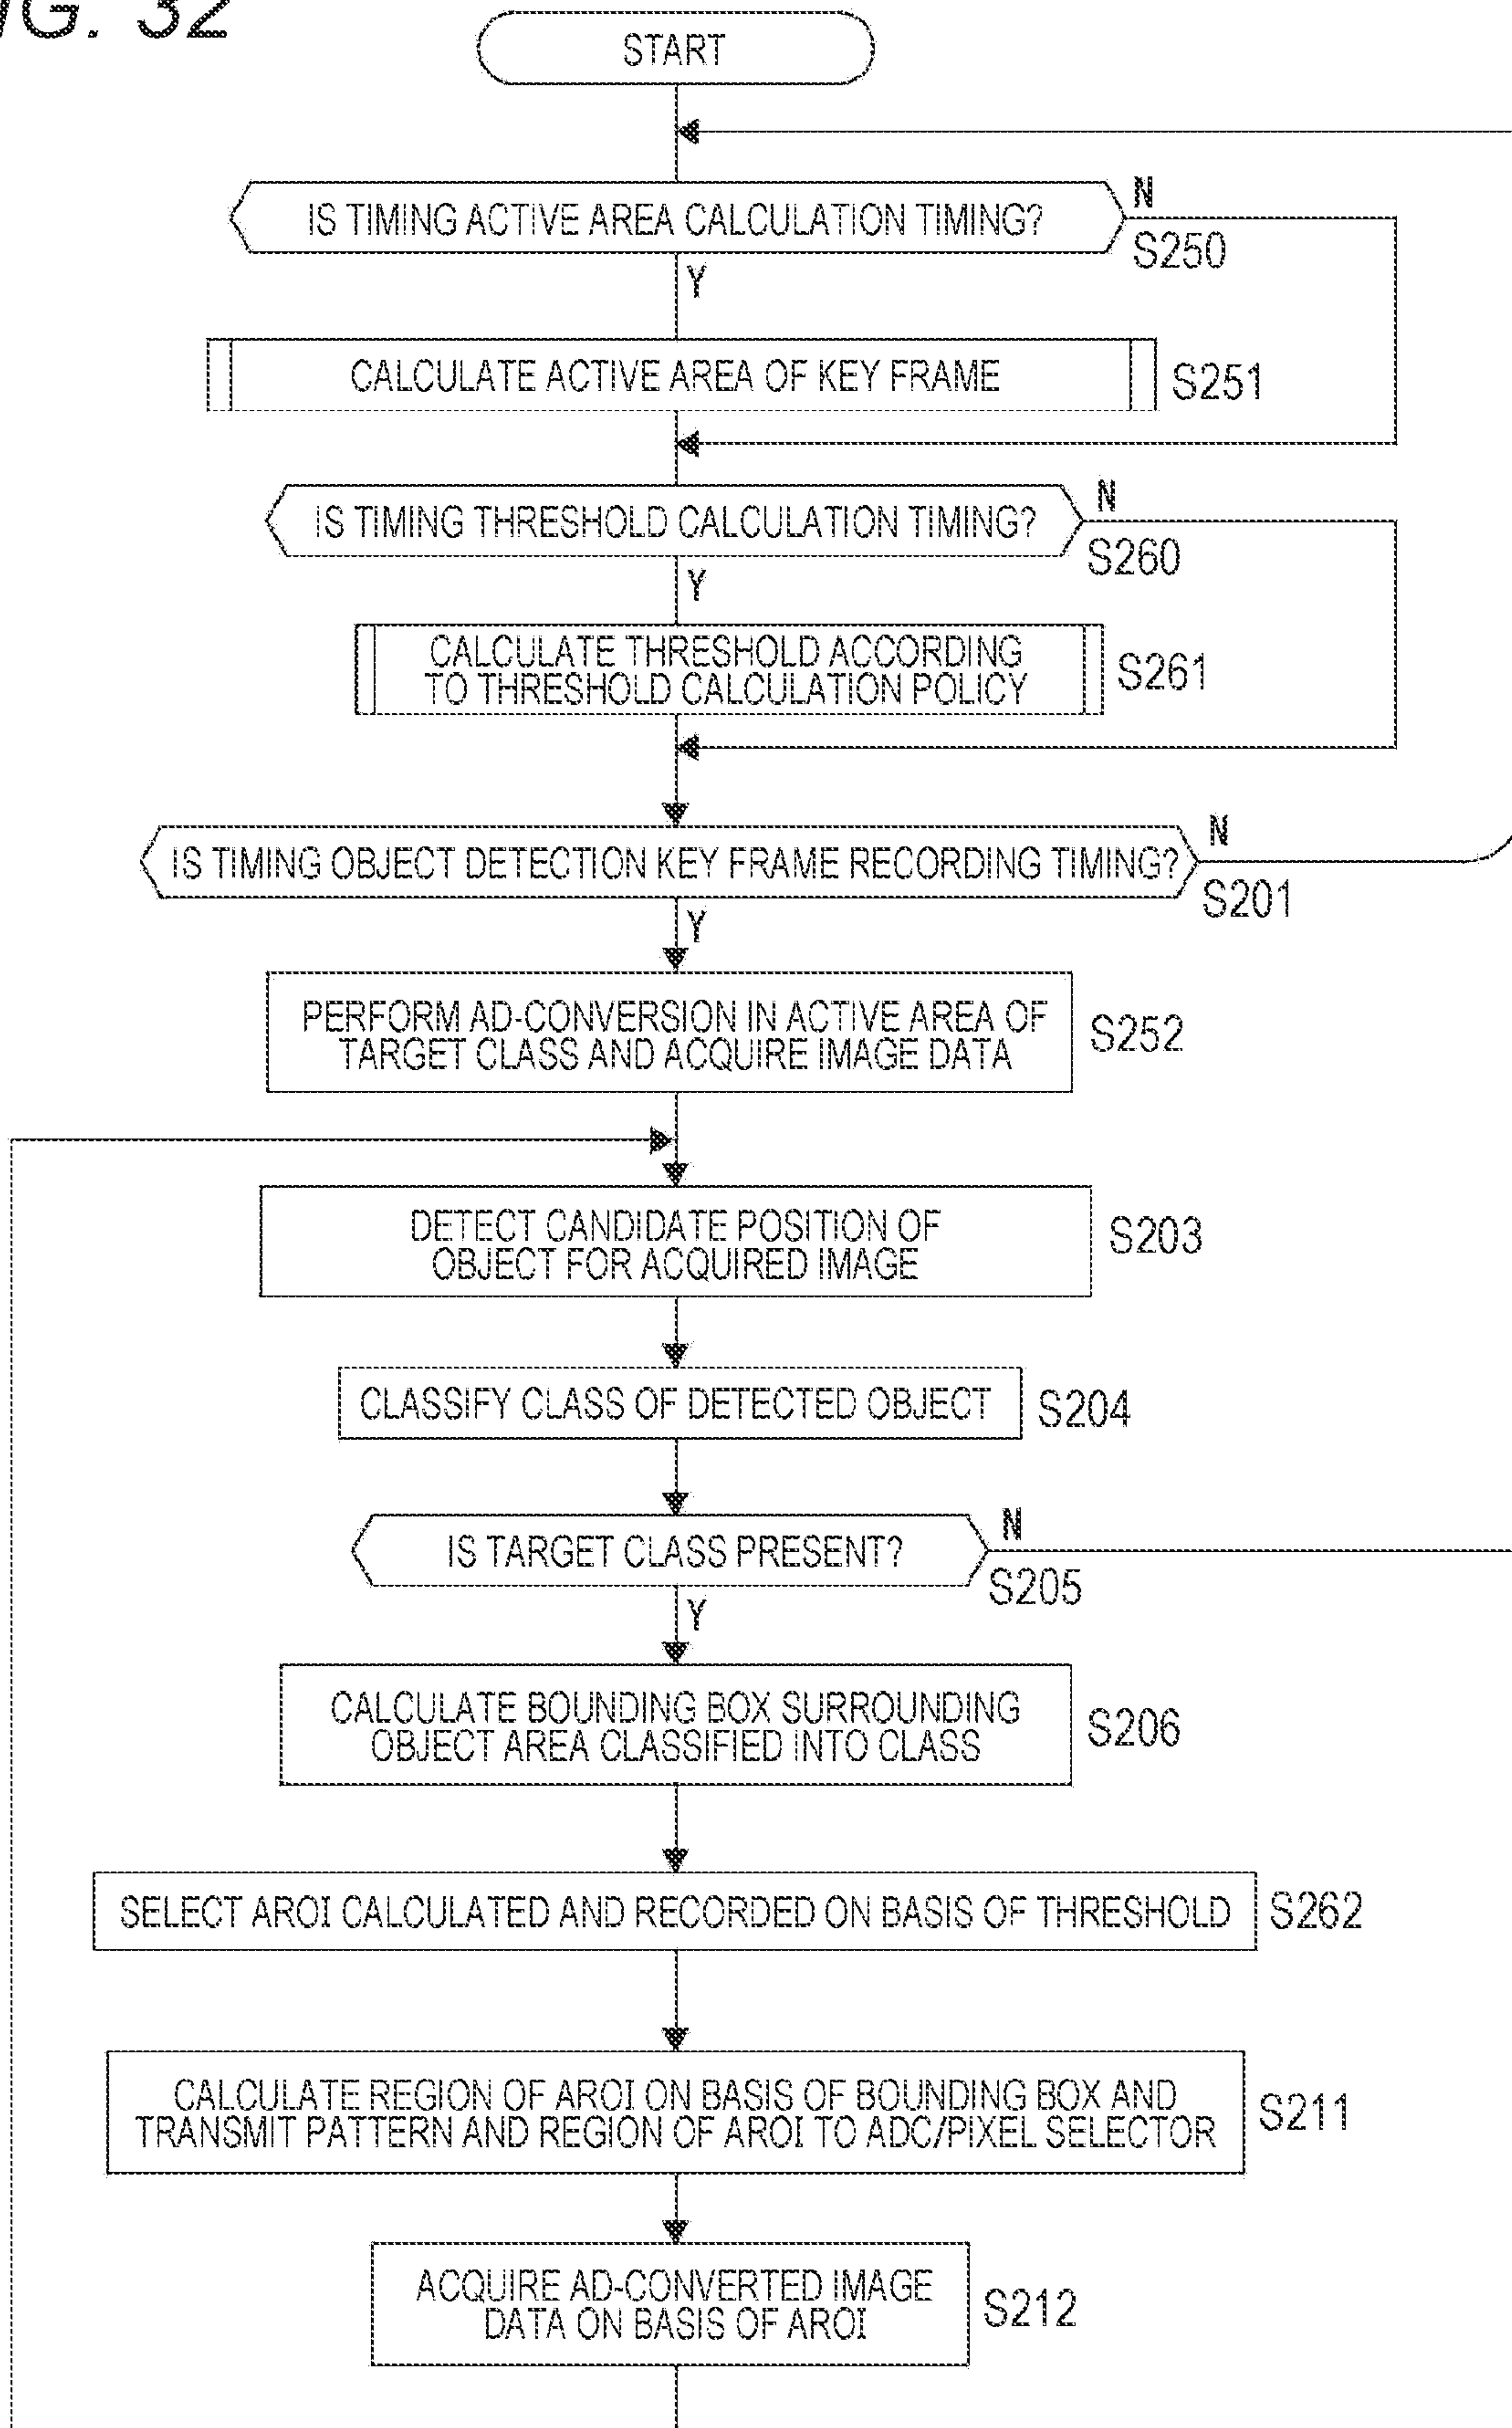 FIG. 32
START
IS TIMING ACTIVE AREA CALCULATION TIMING?
N
S250
Y
CALCULATE ACTIVE AREA OF KEY FRAME
S251
IS TIMING THRESHOLD CALCULATION TIMING?
N
S260
Y
CALCULATE THRESHOLD ACCORDING
TO THRESHOLD CALCULATION POLICY
S261
IS TIMING OBJECT DETECTION KEY FRAME RECORDING TIMING?
N
S201
Y
PERFORM AD-CONVERSION IN ACTIVE AREA OF
TARGET CLASS AND ACQUIRE IMAGE DATA
S252
DETECT CANDIDATE POSITION OF
OBJECT FOR ACQUIRED IMAGE
S203
CLASSIFY CLASS OF DETECTED OBJECT
S204
IS TARGET CLASS PRESENT?
N
S205
Y
CALCULATE BOUNDING BOX SURROUNDING
OBJECT AREA CLASSIFIED INTO CLASS
S206
SELECT AROI CALCULATED AND RECORDED ON BASIS OF THRESHOLD
S262
CALCULATE REGION OF AROI ON BASIS OF BOUNDING BOX AND
TRANSMIT PATTERN AND REGION OF AROI TO ADC/PIXEL SELECTOR
S211
ACQUIRE AD-CONVERTED IMAGE
DATA ON BASIS OF AROI
S212